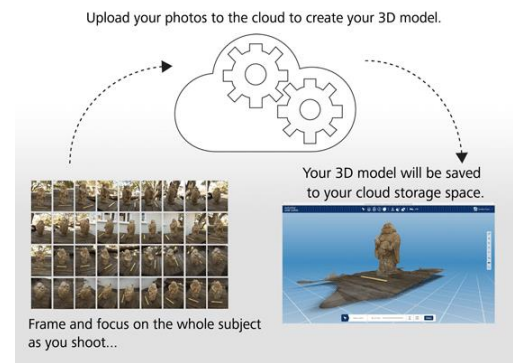 Upload your photos to the cloud to create your 3D model.
Your 3D model will be saved
to your cloud storage space.
Frame and focus on the whole subject
as you shoot...